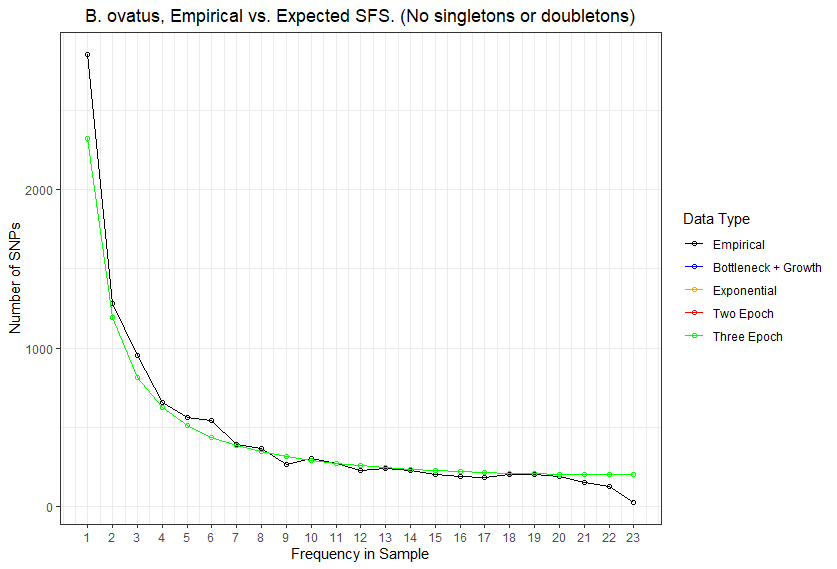 B. ovatus, Empirical vs. Expected SFS. (No singletons or doubletons)
Number of SNPs
2000
1000
0
1 2 3 4 5 6 7 8 9 10 11 12 13 14 15 16 17 18 19 20 21 22 23
Frequency in Sample
Data Type
Empirical
Bottleneck + Growth
Exponential
Two Epoch
Three Epoch